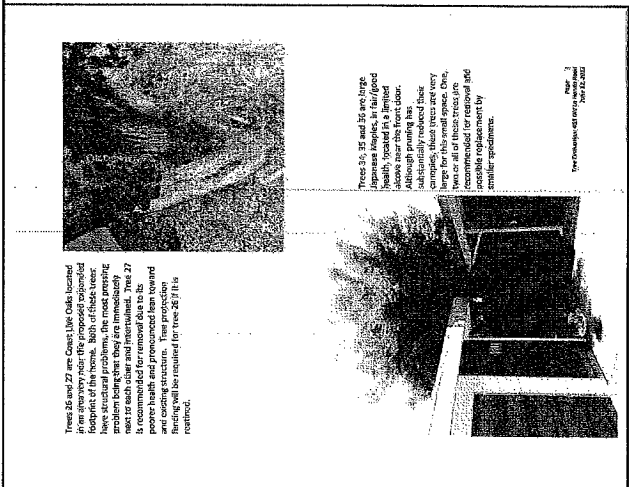 Trees 26 and 27 are Coast Live Oaks located
in an area very near the proposed expanded
footprint of the home. Both of these trees
have structural problems, the most pressing
problem being that they are immediately
next to each other and intertwined. Tree 27
is recommended for removal due to its
poorer health and pronounced lean toward
and existing structure. Tree protection
fencing will be required for tree 26 if it is
reatined.
Trees 34, 35 and 36 are large
Japanese Maples, in fair/good
health, located in a limited
alcove near the front door.
Although pruning has
substantially reduced their
canopies, these trees are very
large for this small space. One,
two or all of these trees are
recommended for removal and
possible replacement by
smaller specimens.
Page
Tree Evaluation: